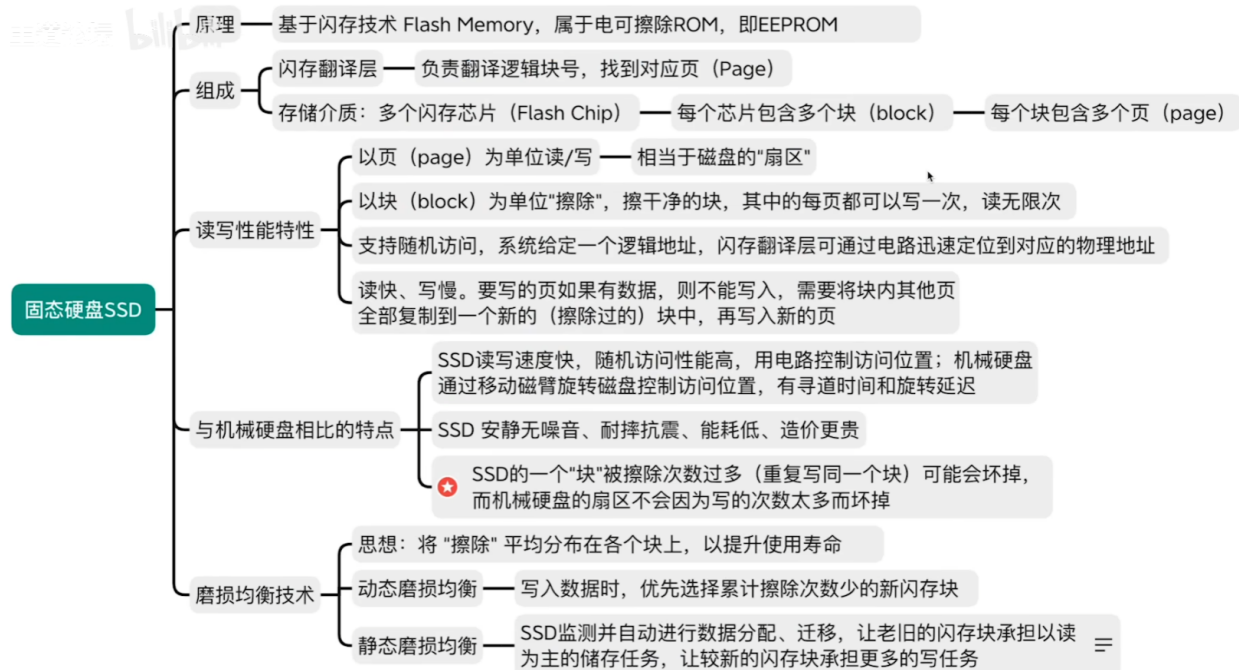 bilibili
原理
基于闪存技术 Flash Memory，属于电可擦除ROM，即EEPROM
组成
闪存翻译层
负责翻译逻辑块号，找到对应页（Page）
存储介质：多个闪存芯片（Flash Chip）
每个芯片包含多个块（block）
每个块包含多个页（page）
固态硬盘SSD
读写性能特性
以页（page）为单位读/写
相当于磁盘的"扇区"
以块（block）为单位"擦除"，擦干净的块，其中的每页都可以写一次，读无限次
支持随机访问，系统给定一个逻辑地址，闪存翻译层可通过电路迅速定位到对应的物理地址
读快、写慢。要写的页如果有数据，则不能写入，需要将块内其他页
全部复制到一个新的（擦除过的）块中，再写入新的页
与机械硬盘相比的特点
SSD读写速度快，随机访问性能高，用电路控制访问位置；机械硬盘
通过移动磁臂旋转磁盘控制访问位置，有寻道时间和旋转延迟
SSD 安静无噪音、耐摔抗震、能耗低、造价更贵
SSD的一个“块”被擦除次数过多（重复写同一个块）可能会坏掉，
而机械硬盘的扇区不会因为写的次数太多而坏掉
磨损均衡技术
思想：将 "擦除" 平均分布在各个块上，以提升使用寿命
动态磨损均衡
写入数据时，优先选择累计擦除次数少的新闪存块
静态磨损均衡
SSD监测并自动进行数据分配、迁移，让老旧的闪存块承担以读
为主的储存任务，让较新的闪存块承担更多的写任务